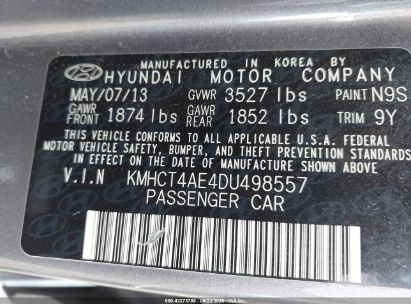 MANUFACTURED IN KOREA BY
HYUNDAI MOTOR COMPANY
MAY/07/13 GVWR 3527 lbs PAINT N9S
GAWR FRONT 1874 lbs GAWR REAR 1852 lbs TRIM 9Y
THIS VEHICLE CONFORMS TO ALL APPLICABLE U.S.A FEDERAL
MOTOR VEHICLE SAFETY, BUMPER, AND THEFT PREVENTION
STANDARDS IN EFFECT ON THE DATE OF MANUFACTURE SHOWN ABOVE.
V.I.N KMHCT4AE4DU498557
PASSENGER CAR